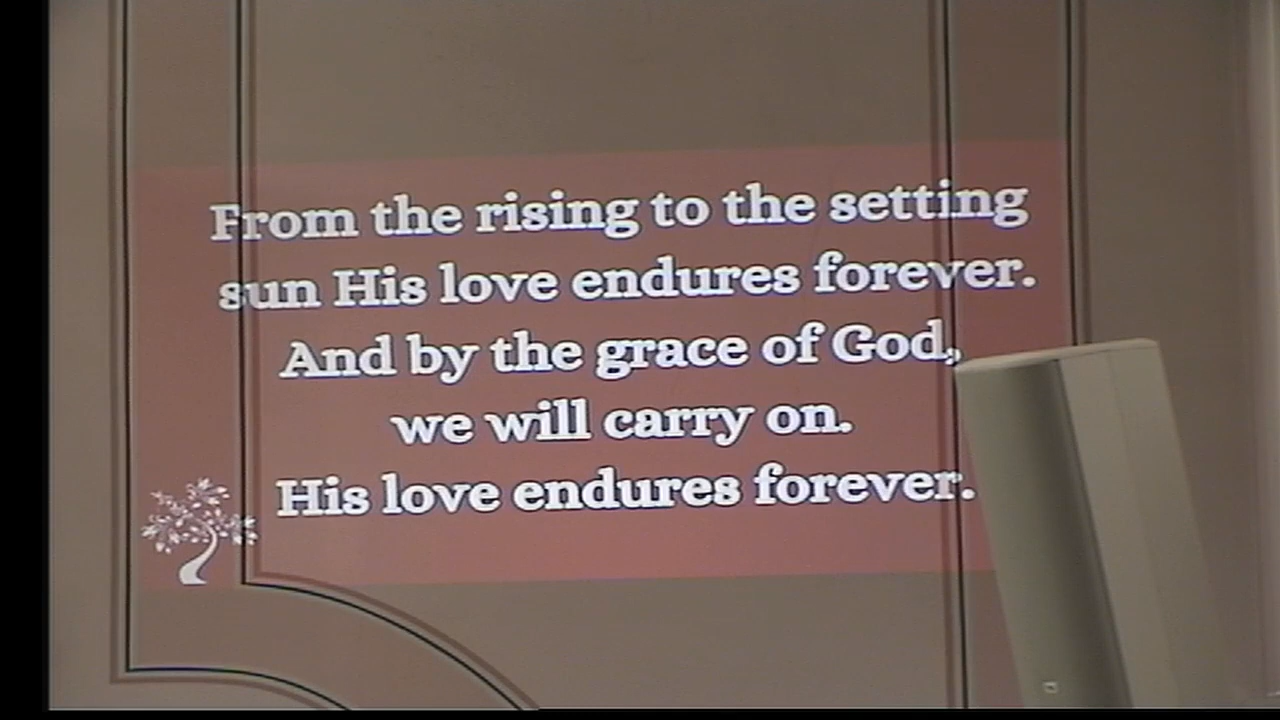 From the rising to the setting
sun His love endures forever.
And by the grace of God,
we will carry on.
His love endures forever.